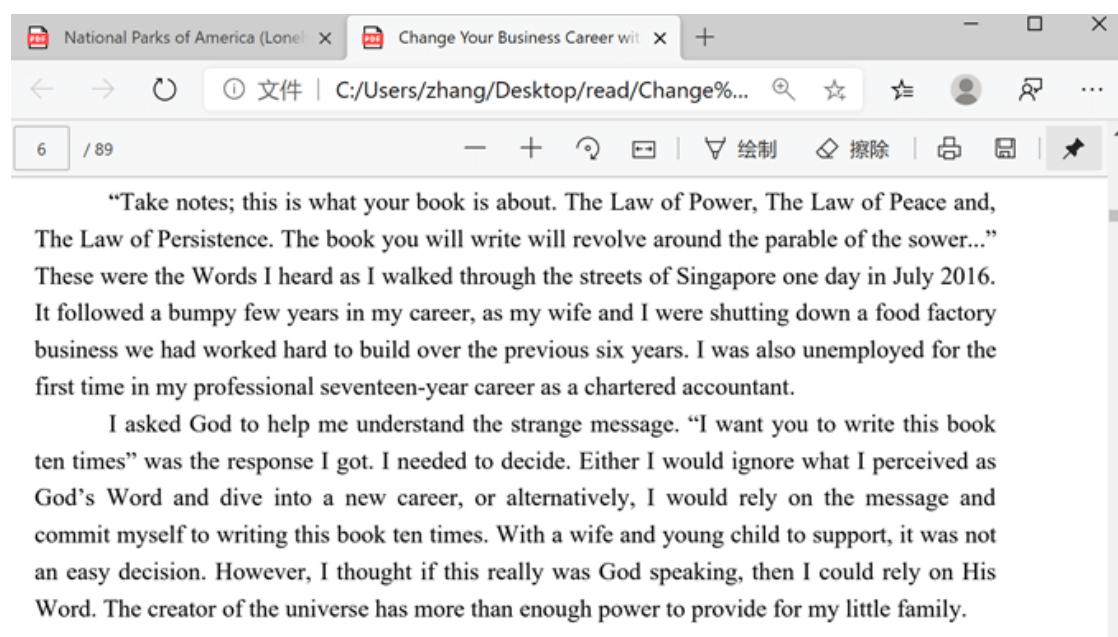 National Parks of America (Lonel
Change Your Business Career wit
文件 C:/Users/zhang/Desktop/read/Change%...
6 / 89 绘制 擦除
“Take notes; this is what your book is about. The Law of Power, The Law of Peace and,
The Law of Persistence. The book you will write will revolve around the parable of the sower...”
These were the Words I heard as I walked through the streets of Singapore one day in July 2016.
It followed a bumpy few years in my career, as my wife and I were shutting down a food factory
business we had worked hard to build over the previous six years. I was also unemployed for the
first time in my professional seventeen-year career as a chartered accountant.
I asked God to help me understand the strange message. “I want you to write this book
ten times” was the response I got. I needed to decide. Either I would ignore what I perceived as
God’s Word and dive into a new career, or alternatively, I would rely on the message and
commit myself to writing this book ten times. With a wife and young child to support, it was not
an easy decision. However, I thought if this really was God speaking, then I could rely on His
Word. The creator of the universe has more than enough power to provide for my little family.